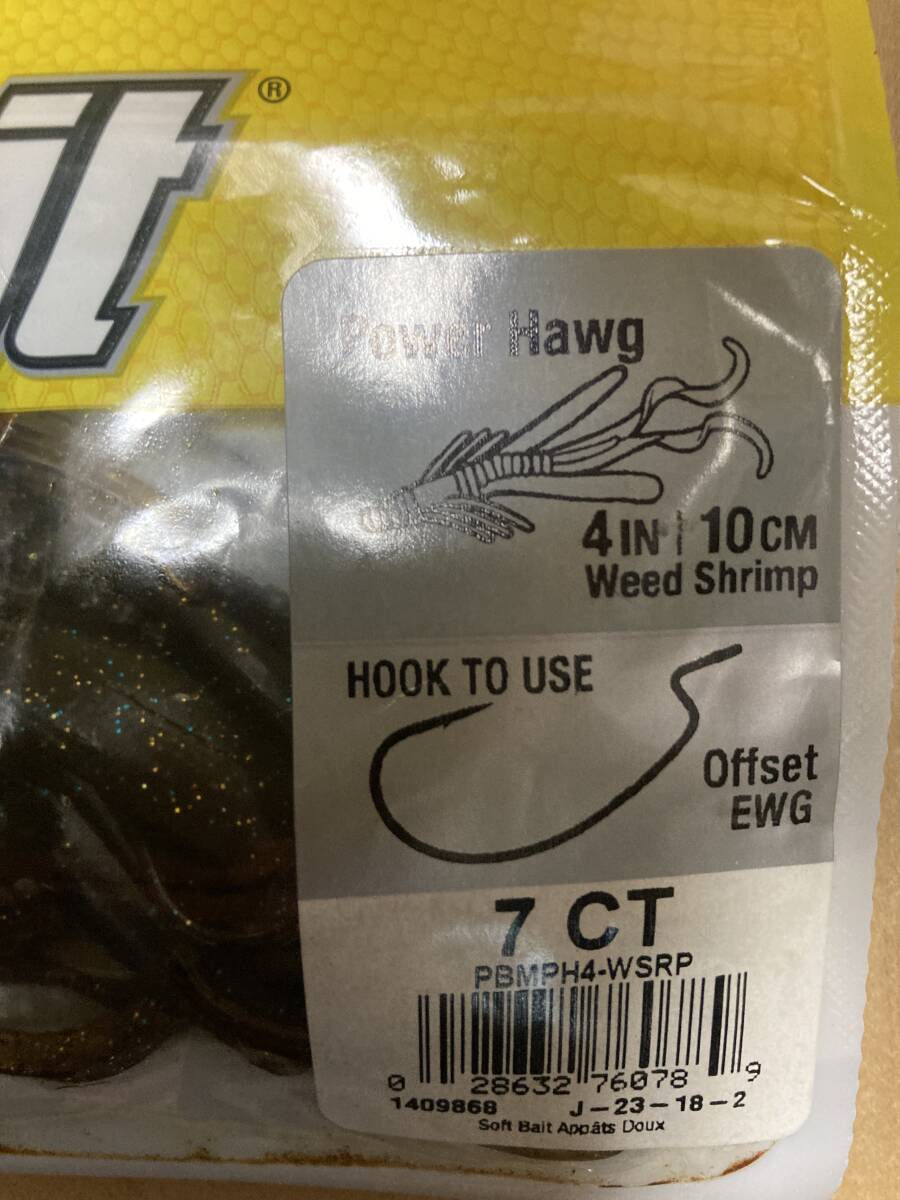 it®
Power Hawg
4 IN | 10 CM
Weed Shrimp
HOOK TO USE
Offset
EWG
7 CT
PBMPH4-WSRP
0 28632 76078 9
1409868 J-23-18-2
Soft Bait Appâts Doux